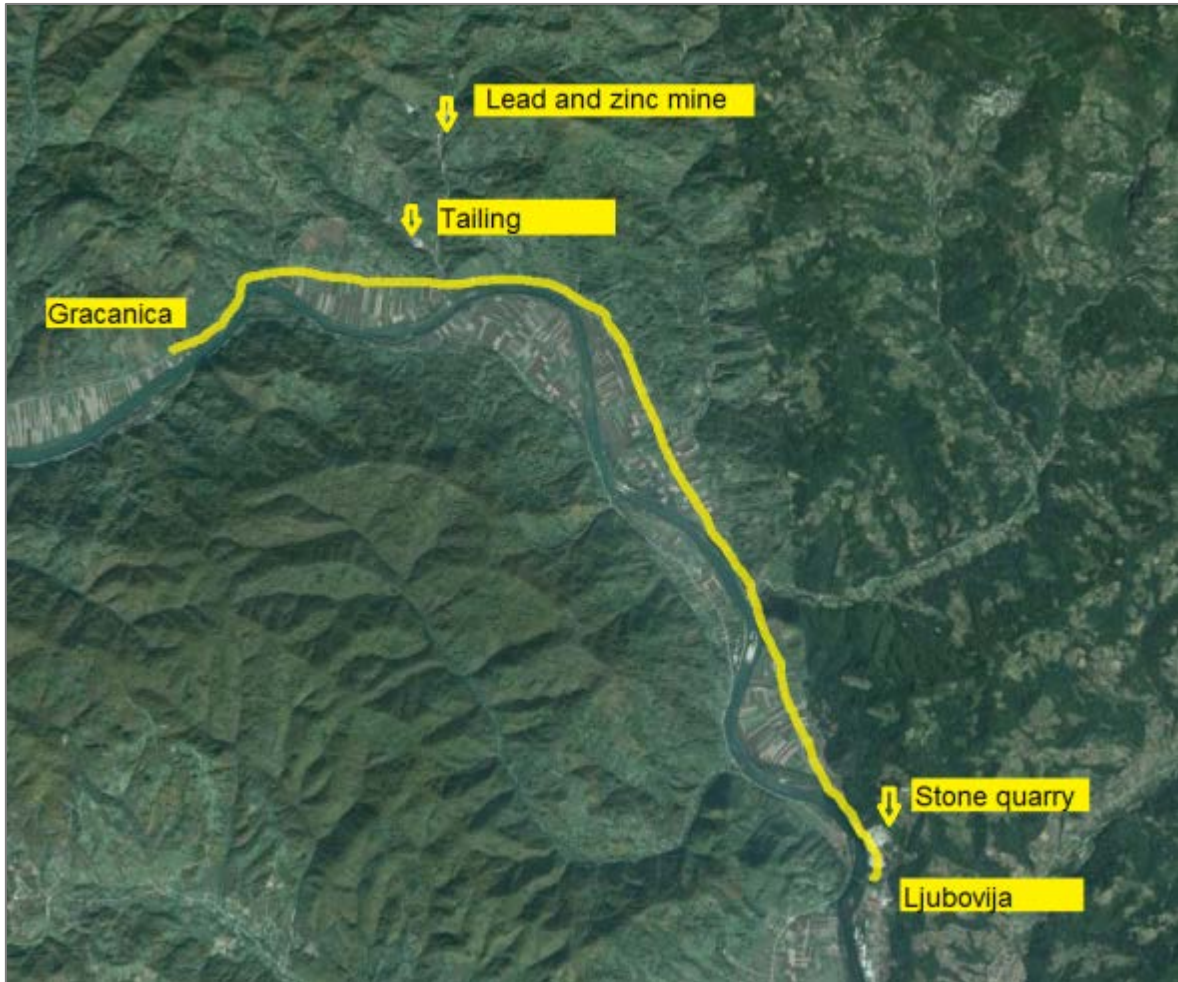 Lead and zinc mine
Tailing
Gracanica
Stone quarry
Ljubovija